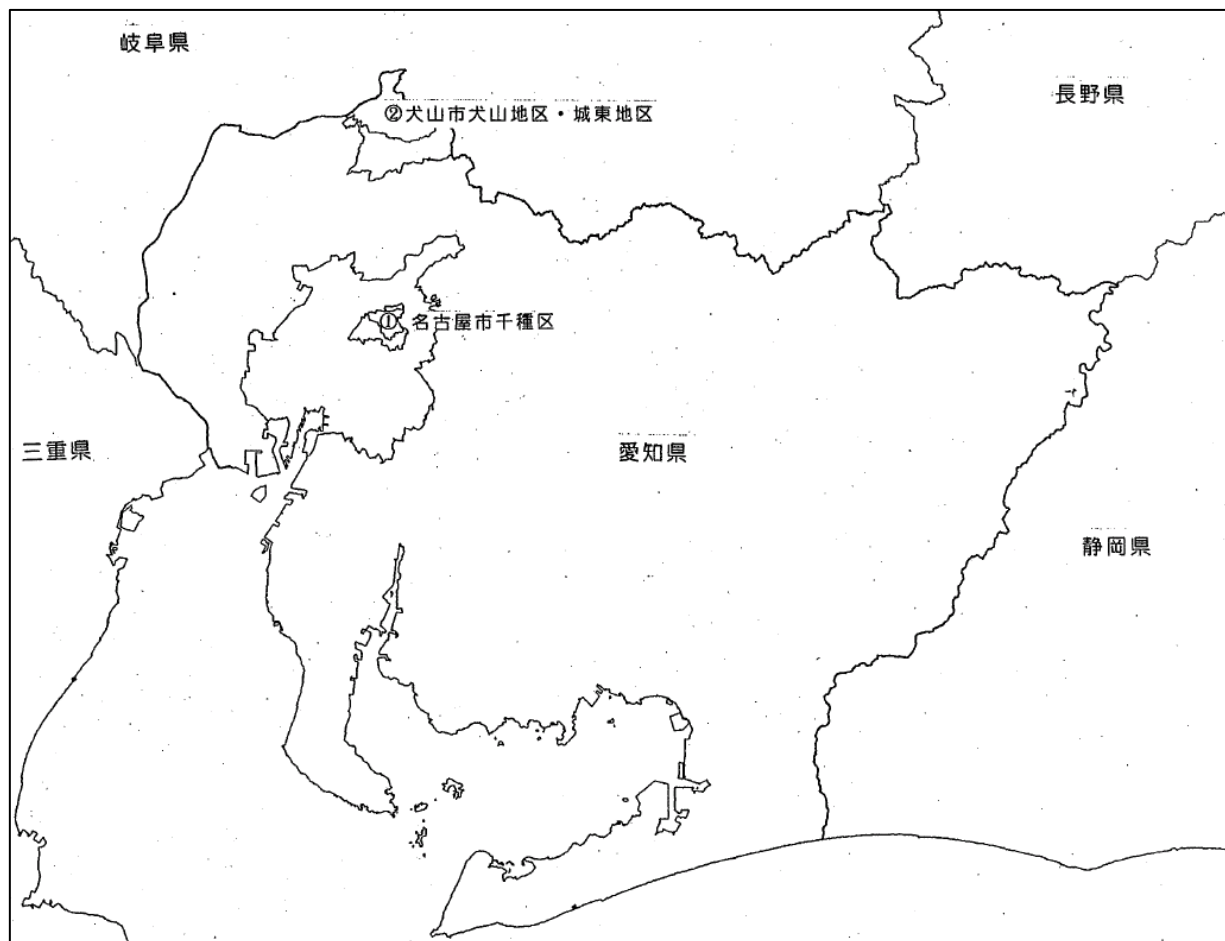 岐阜県
長野県
②犬山市犬山地区・城東地区
① 名古屋市千種区
三重県
愛知県
静岡県